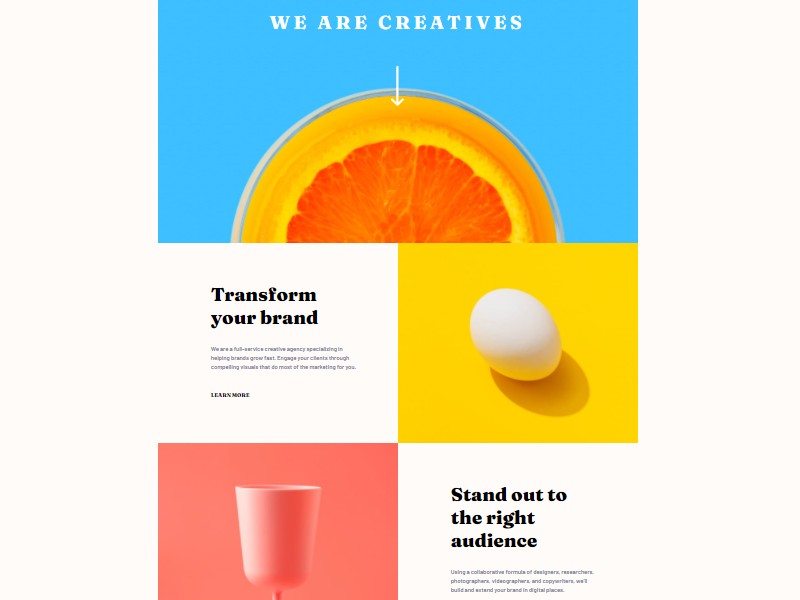 WE ARE CREATIVES
Transform
your brand
We are a full-service creative agency specializing in
helping brands grow fast. Engage your clients through
compelling visuals that do most of the marketing for you.
LEARN MORE
Stand out to
the right
audience
Using a collaborative formula of designers, researchers,
photographers, videographers, and copywriters, we'll
build and extend your brand in digital places.